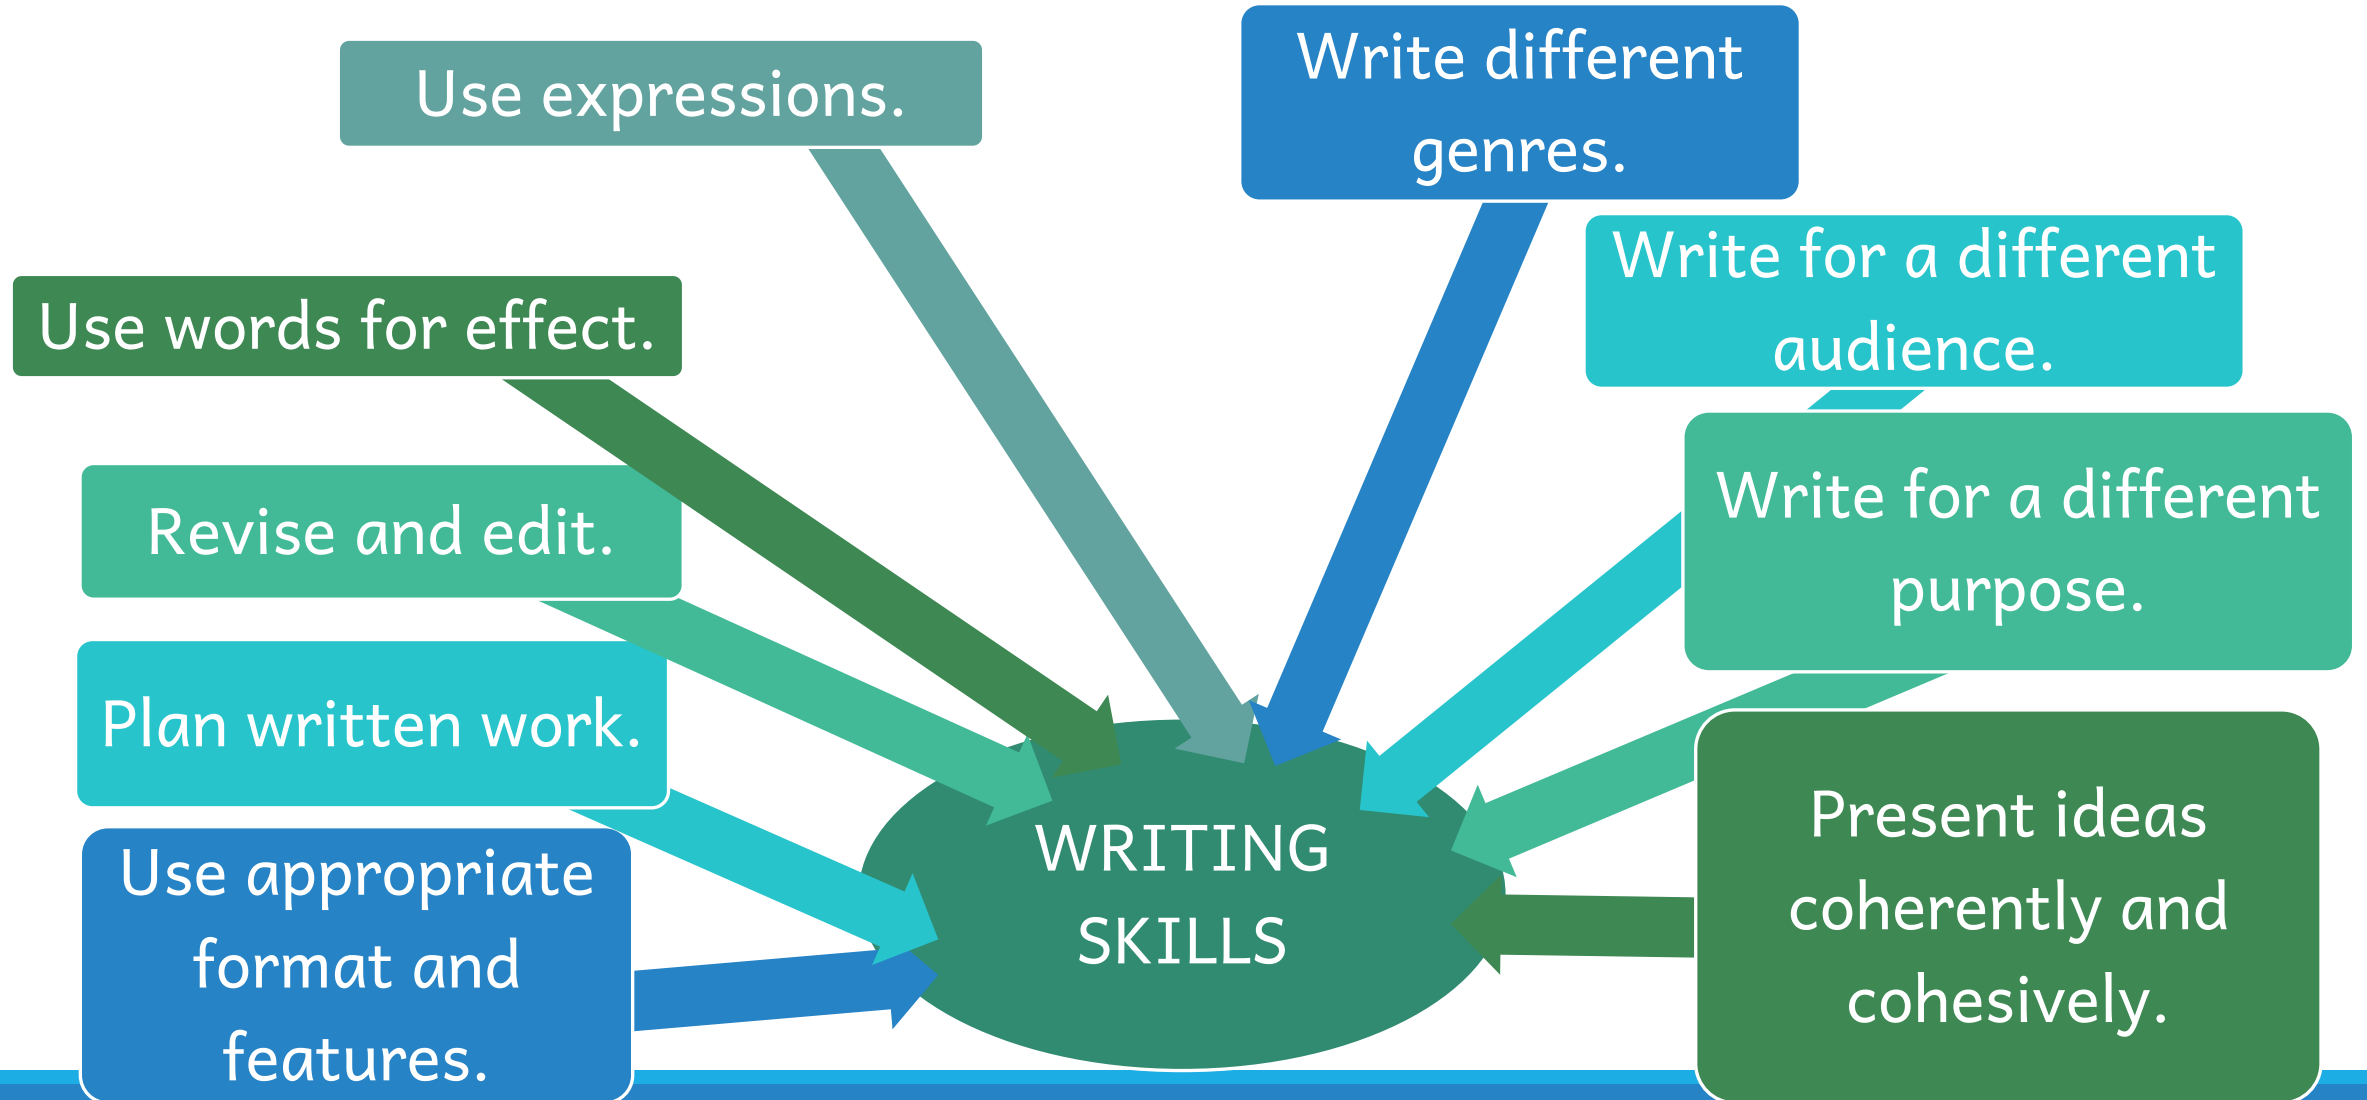 Use expressions.
Write different
genres.
Write for a different
audience.
Use words for effect.
Write for a different
purpose.
Revise and edit.
Plan written work.
Present ideas
coherently and
cohesively.
Use appropriate
format and
features.
WRITING
SKILLS